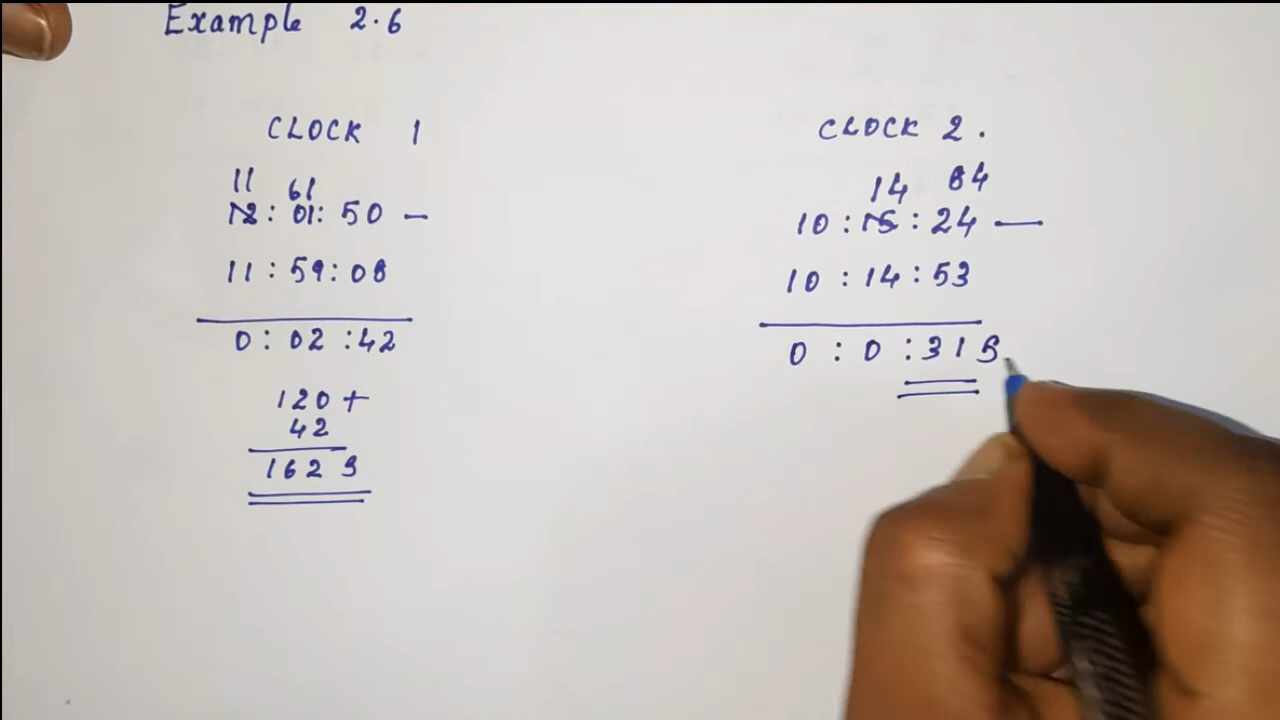 Example 2.6
CLOCK 1
11 61
12: 01: 50 —
11: 59: 08
0: 02 :42
120+
42
162 s
CLOCK 2.
14 84
10:15:24 —
10 : 14 : 53
0 : 0 : 31 s